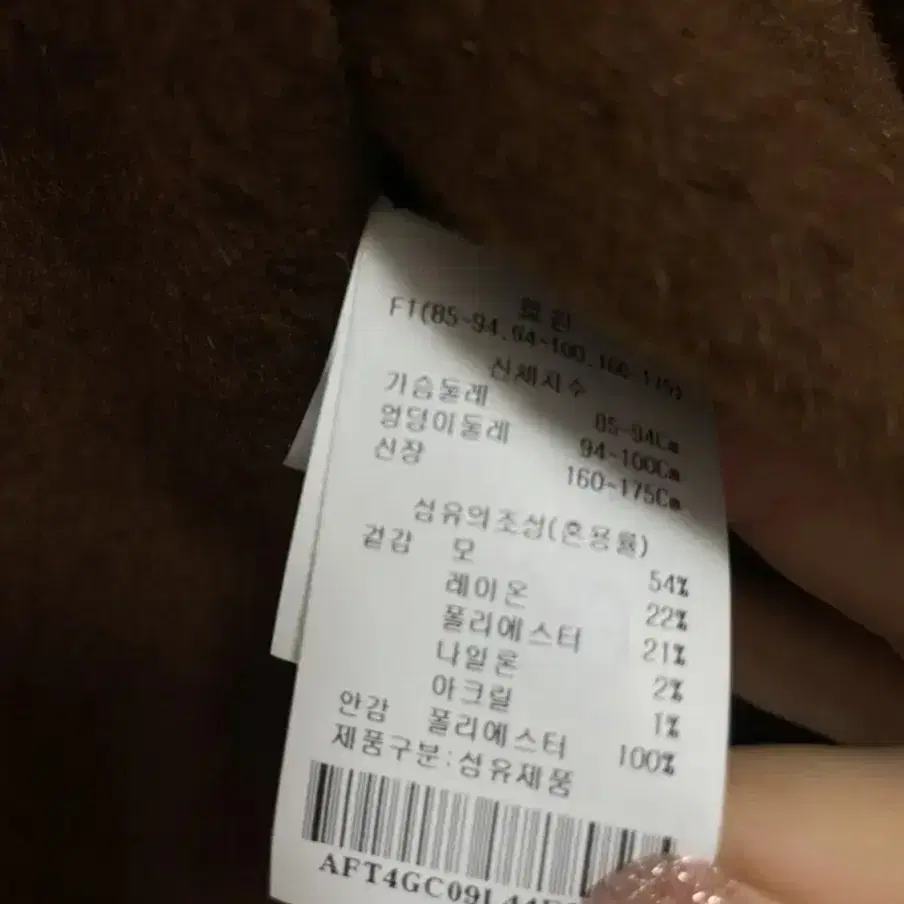 F1(85~94.94~100.160~175)
신체치수
가슴둘레 85~94Cm
엉덩이둘레 94~100Cm
신장 160~175Cm
섬유의조성(혼용률)
겉감 모 54%
레이온 22%
폴리에스터 21%
나일론 2%
아크릴 1%
안감 폴리에스터 100%
제품구분:섬유제품